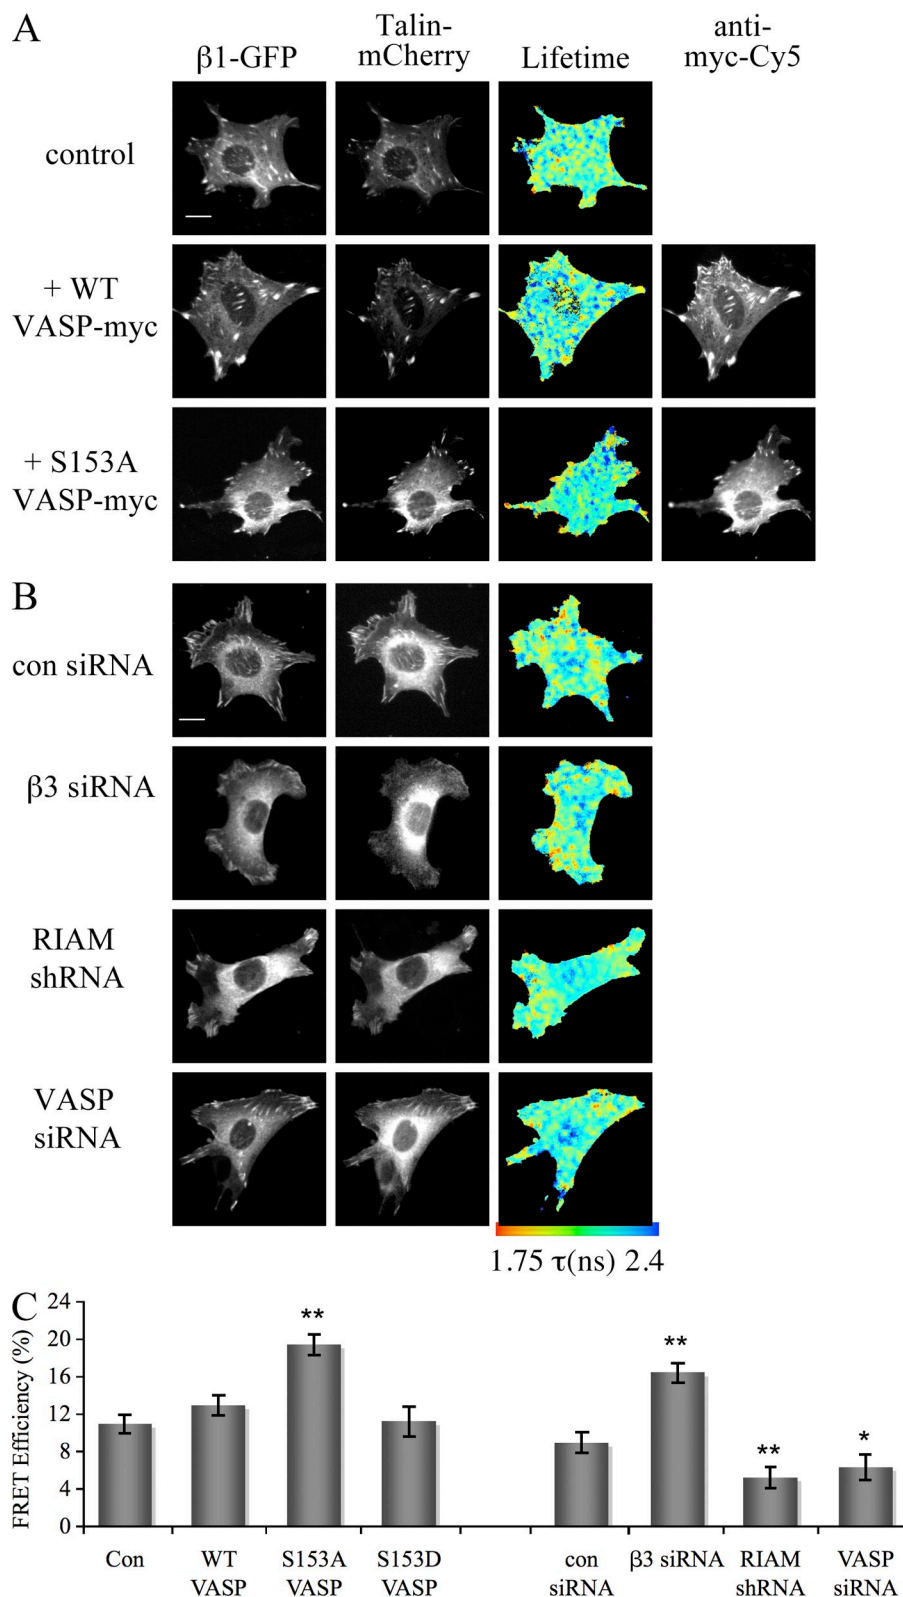 A
β1-GFP
Talin-
mCherry
Lifetime
anti-
myc-Cy5
control
+ WT
VASP-myc
+ S153A
VASP-myc
B
con siRNA
β3 siRNA
RIAM
shRNA
VASP
siRNA
1.75 τ(ns) 2.4
C
FRET Efficiency (%)
24
20
16
12
8
4
0
**
**
**
*
Con
WT
VASP
S153A
VASP
S153D
VASP
con
siRNA
β3 siRNA
RIAM
shRNA
VASP
siRNA